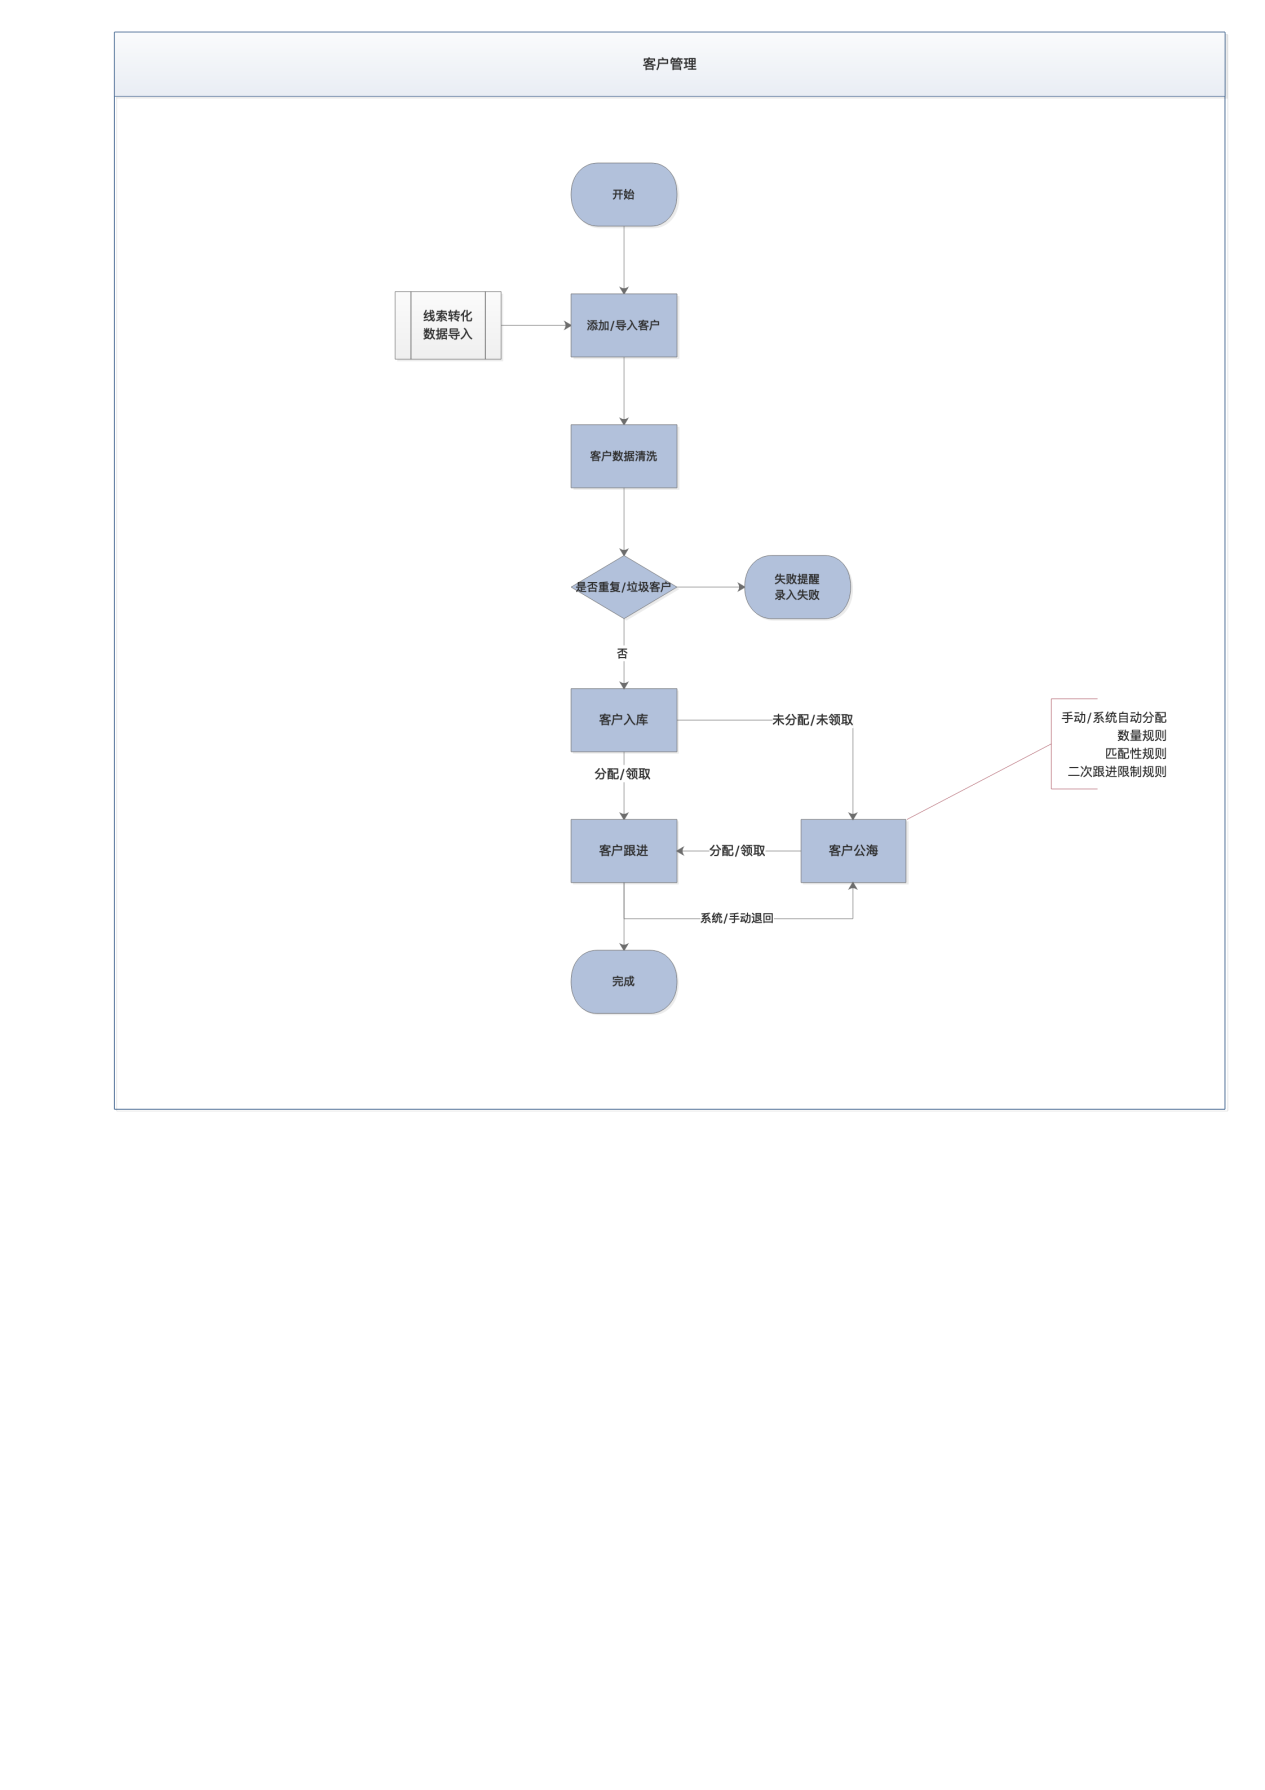 客户管理
开始
线索转化
数据导入
添加/导入客户
客户数据清洗
是否重复/垃圾客户
失败提醒
录入失败
否
客户入库
未分配/未领取
手动/系统自动分配
数量规则
匹配性规则
二次跟进限制规则
分配/领取
客户跟进
分配/领取
客户公海
系统/手动退回
完成